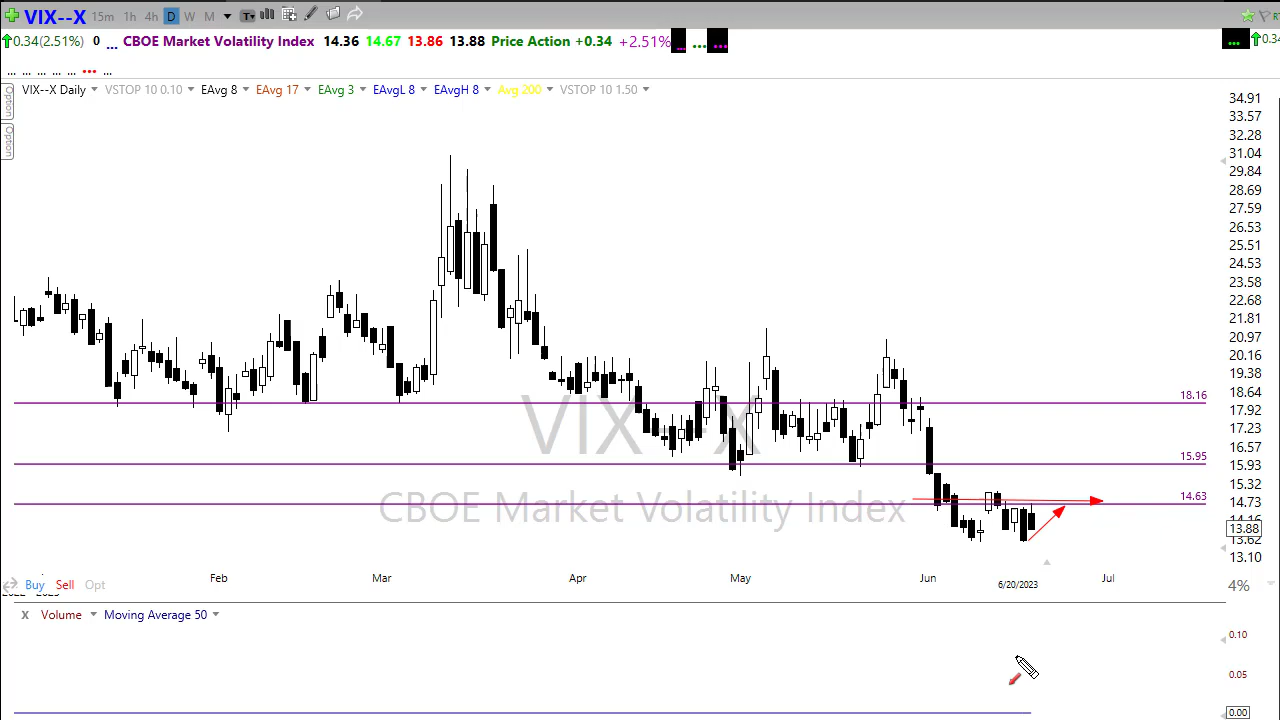 VIX--X 15m 1h 4h D W M T
0.34(2.51%) 0 ... CBOE Market Volatility Index 14.36 14.67 13.86 13.88 Price Action +0.34 +2.51% ... ... ... ... 0.34
... ... ... ... ... ... ...
VIX--X Daily VSTOP 10 0.10 EAvg 8 EAvg 17 EAvg 3 EAvgL 8 EAvgH 8 Avg 200 VSTOP 10 1.50
Option
Option
34.91
33.57
32.28
31.04
29.84
28.69
27.59
26.53
25.51
24.53
23.58
22.68
21.81
20.97
20.16
19.38
18.64
17.92
17.23
16.57
15.93
15.32
14.73
13.88
13.62
13.10
18.16
15.95
14.63
VIX--X
CBOE Market Volatility Index
Feb Mar Apr May Jun 6/20/2023 Jul
Buy Sell Opt 4%
X Volume Moving Average 50
0.10
0.05
0.00